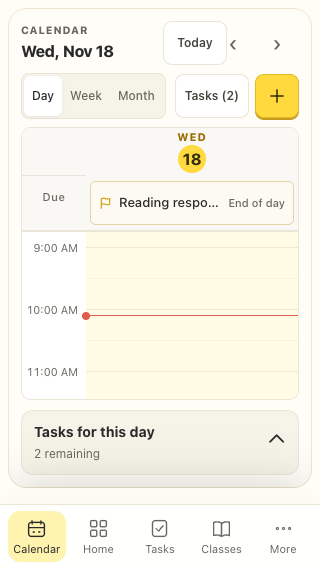 CALENDAR
Wed, Nov 18
Today
Day Week Month
Tasks (2)
WED
18
Due
Reading respo... End of day
9:00 AM
10:00 AM
11:00 AM
Tasks for this day
2 remaining
Calendar Home Tasks Classes More